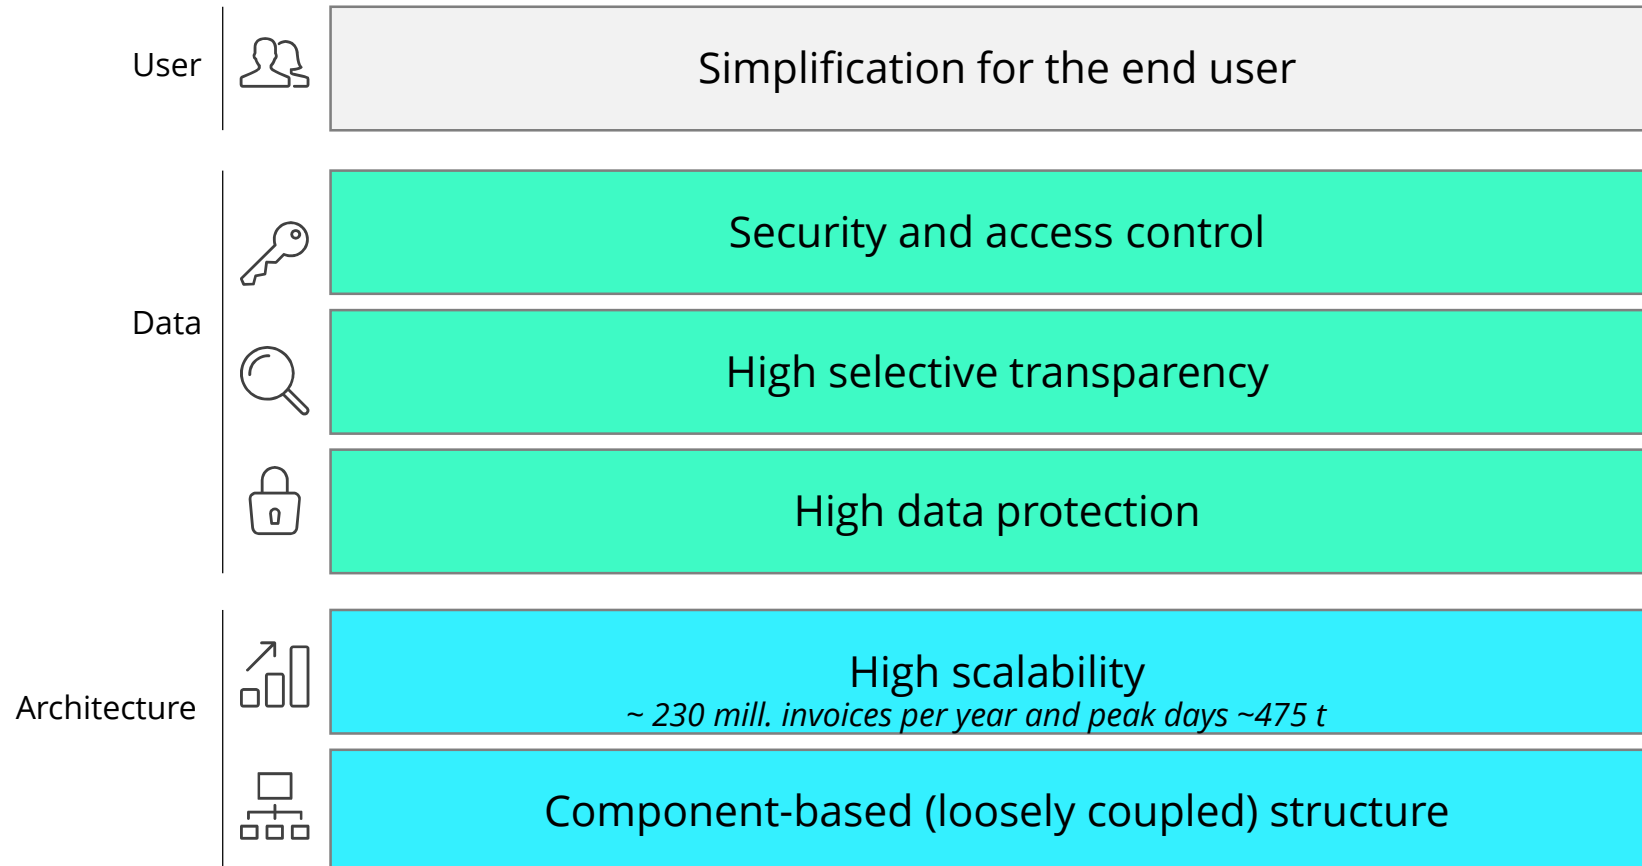 User
Simplification for the end user
Data
Security and access control
High selective transparency
High data protection
Architecture
High scalability
~ 230 mill. invoices per year and peak days ~475 t
Component-based (loosely coupled) structure